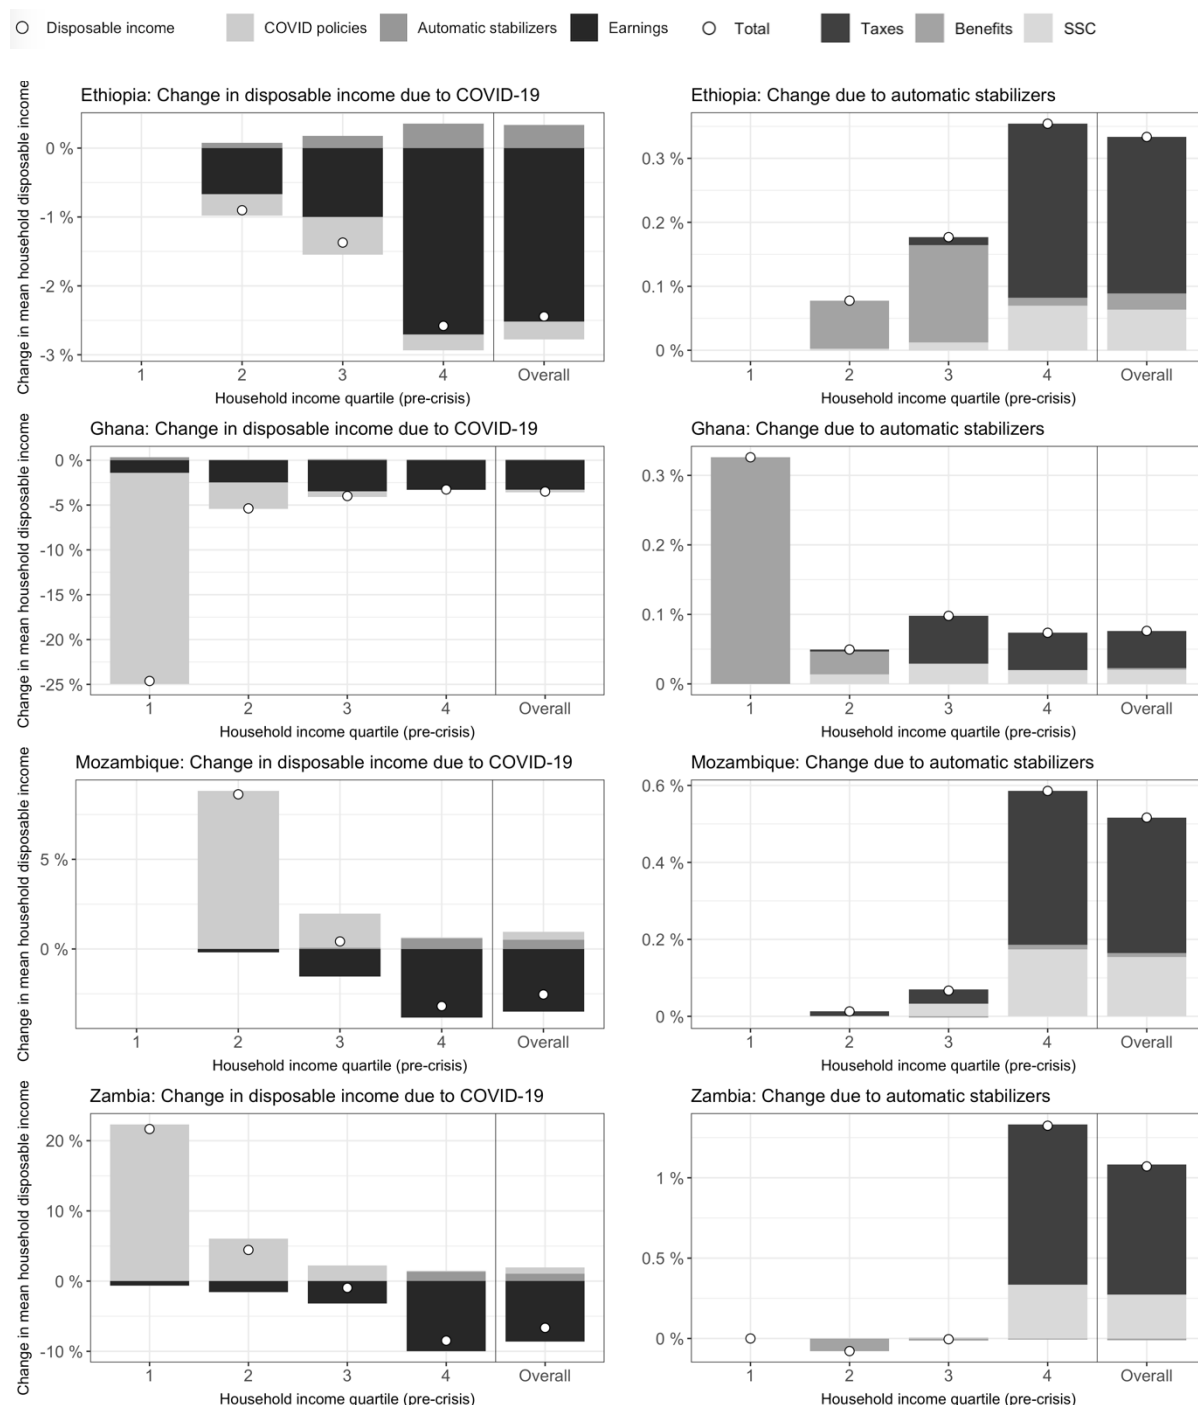 Disposable income COVID policies Automatic stabilizers Earnings Total Taxes Benefits SSC
Ethiopia: Change in disposable income due to COVID-19
Change in mean household disposable income
0 %
-1 %
-2 %
-3 %
1 2 3 4 Overall
Household income quartile (pre-crisis)
Ethiopia: Change due to automatic stabilizers
0.3 %
0.2 %
0.1 %
0 %
1 2 3 4 Overall
Household income quartile (pre-crisis)
Ghana: Change in disposable income due to COVID-19
Change in mean household disposable income
0 %
-5 %
-10 %
-15 %
-20 %
-25 %
1 2 3 4 Overall
Household income quartile (pre-crisis)
Ghana: Change due to automatic stabilizers
0.3 %
0.2 %
0.1 %
0 %
1 2 3 4 Overall
Household income quartile (pre-crisis)
Mozambique: Change in disposable income due to COVID-19
Change in mean household disposable income
5 %
0 %
1 2 3 4 Overall
Household income quartile (pre-crisis)
Mozambique: Change due to automatic stabilizers
0.6 %
0.4 %
0.2 %
0 %
1 2 3 4 Overall
Household income quartile (pre-crisis)
Zambia: Change in disposable income due to COVID-19
Change in mean household disposable income
20 %
10 %
0 %
-10 %
1 2 3 4 Overall
Household income quartile (pre-crisis)
Zambia: Change due to automatic stabilizers
1 %
0.5 %
0 %
1 2 3 4 Overall
Household income quartile (pre-crisis)